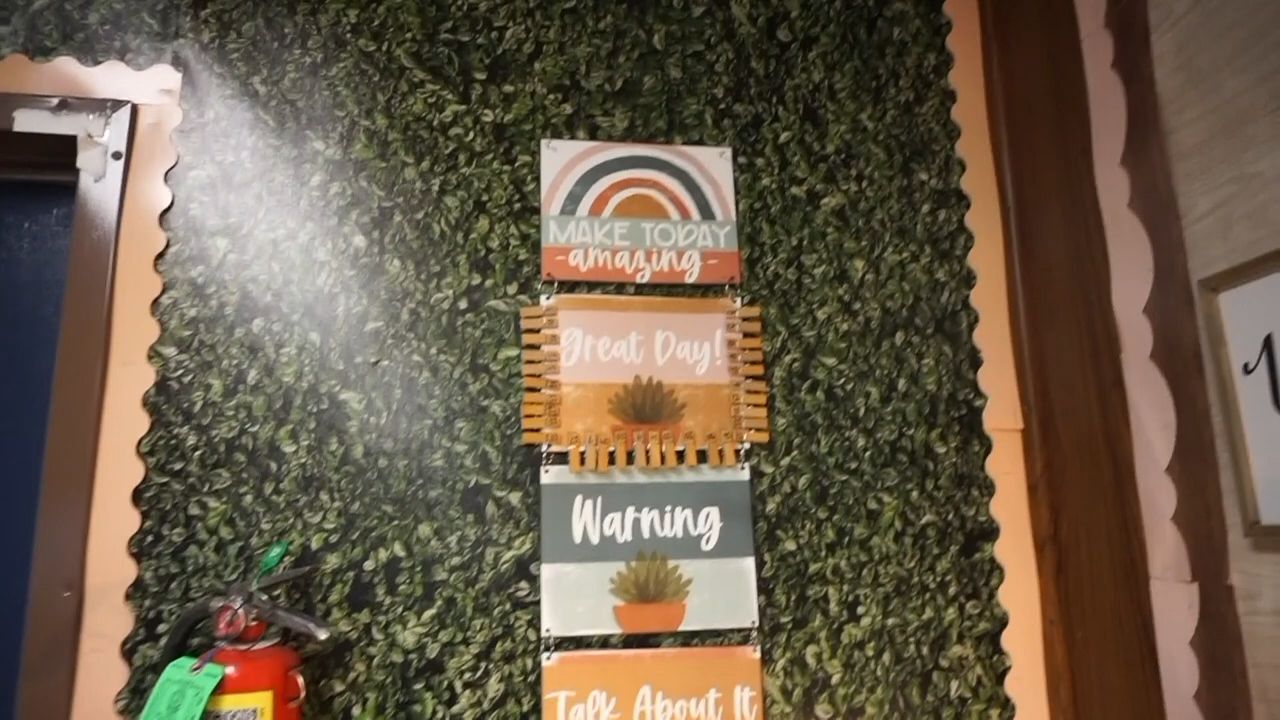 MAKE TODAY
-amazing-
Great Day!
Warning
Talk About It